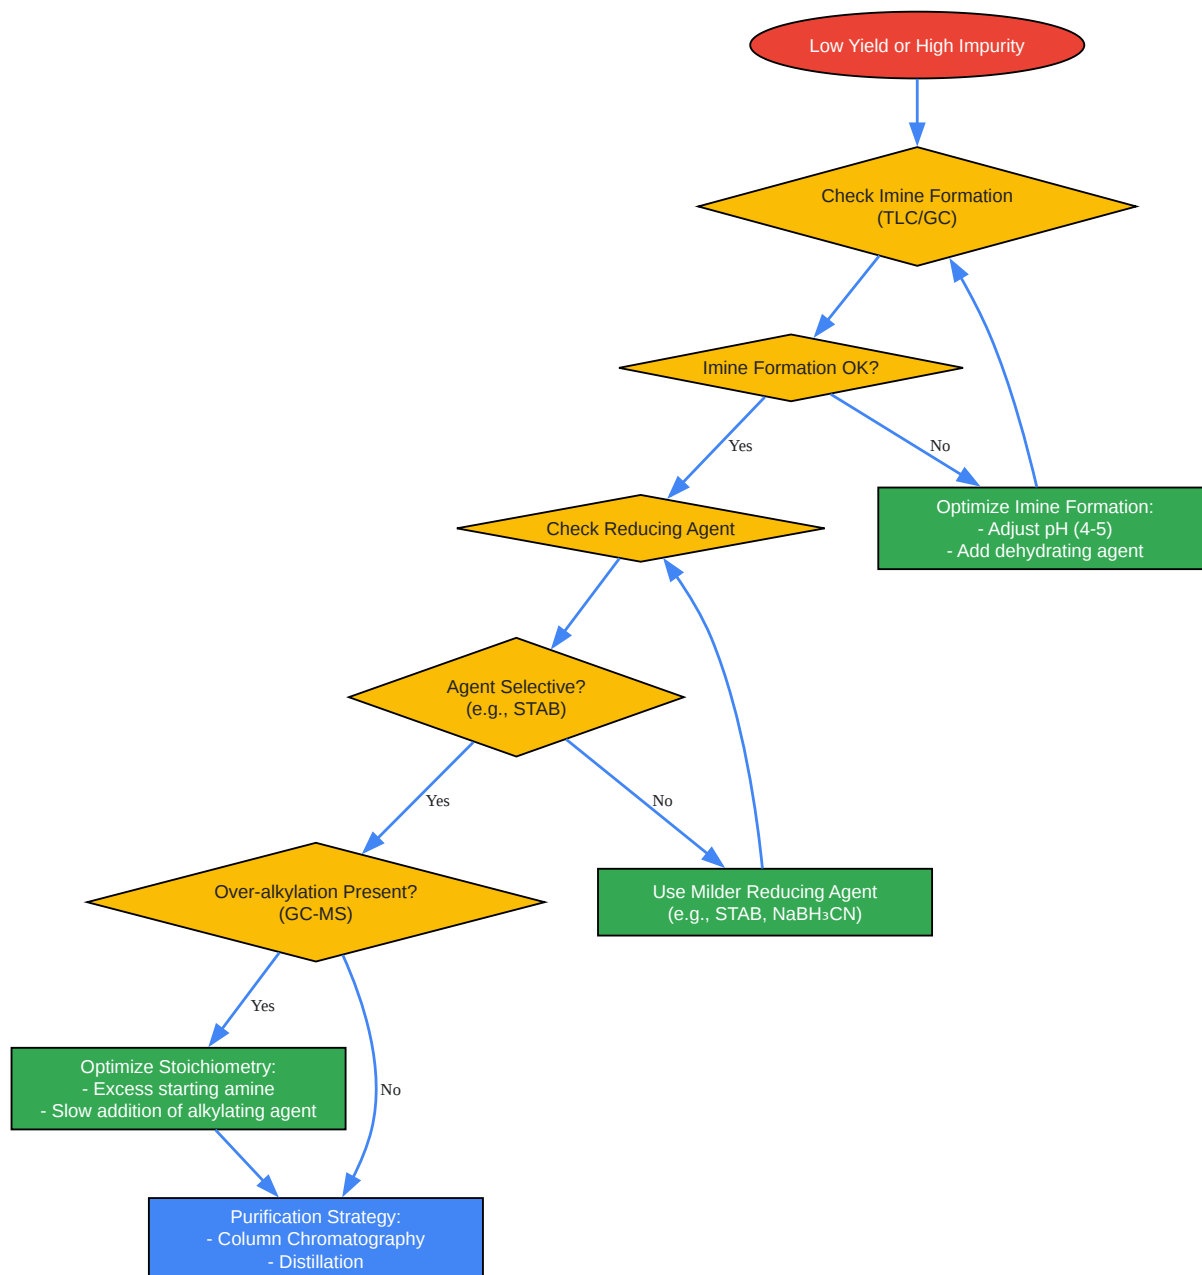 Low Yield or High Impurity
Check Imine Formation
(TLC/GC)
Imine Formation OK?
Yes
No
Optimize Imine Formation:
- Adjust pH (4-5)
- Add dehydrating agent
Check Reducing Agent
Agent Selective?
(e.g., STAB)
Yes
No
Use Milder Reducing Agent
(e.g., STAB, NaBH₃CN)
Over-alkylation Present?
(GC-MS)
Yes
No
Optimize Stoichiometry:
- Excess starting amine
- Slow addition of alkylating agent
Purification Strategy:
- Column Chromatography
- Distillation